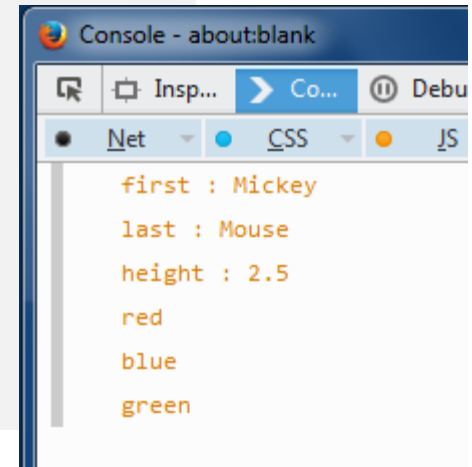 Console - about:blank
Insp... Co... Debu
Net CSS JS
first : Mickey
last : Mouse
height : 2.5
red
blue
green